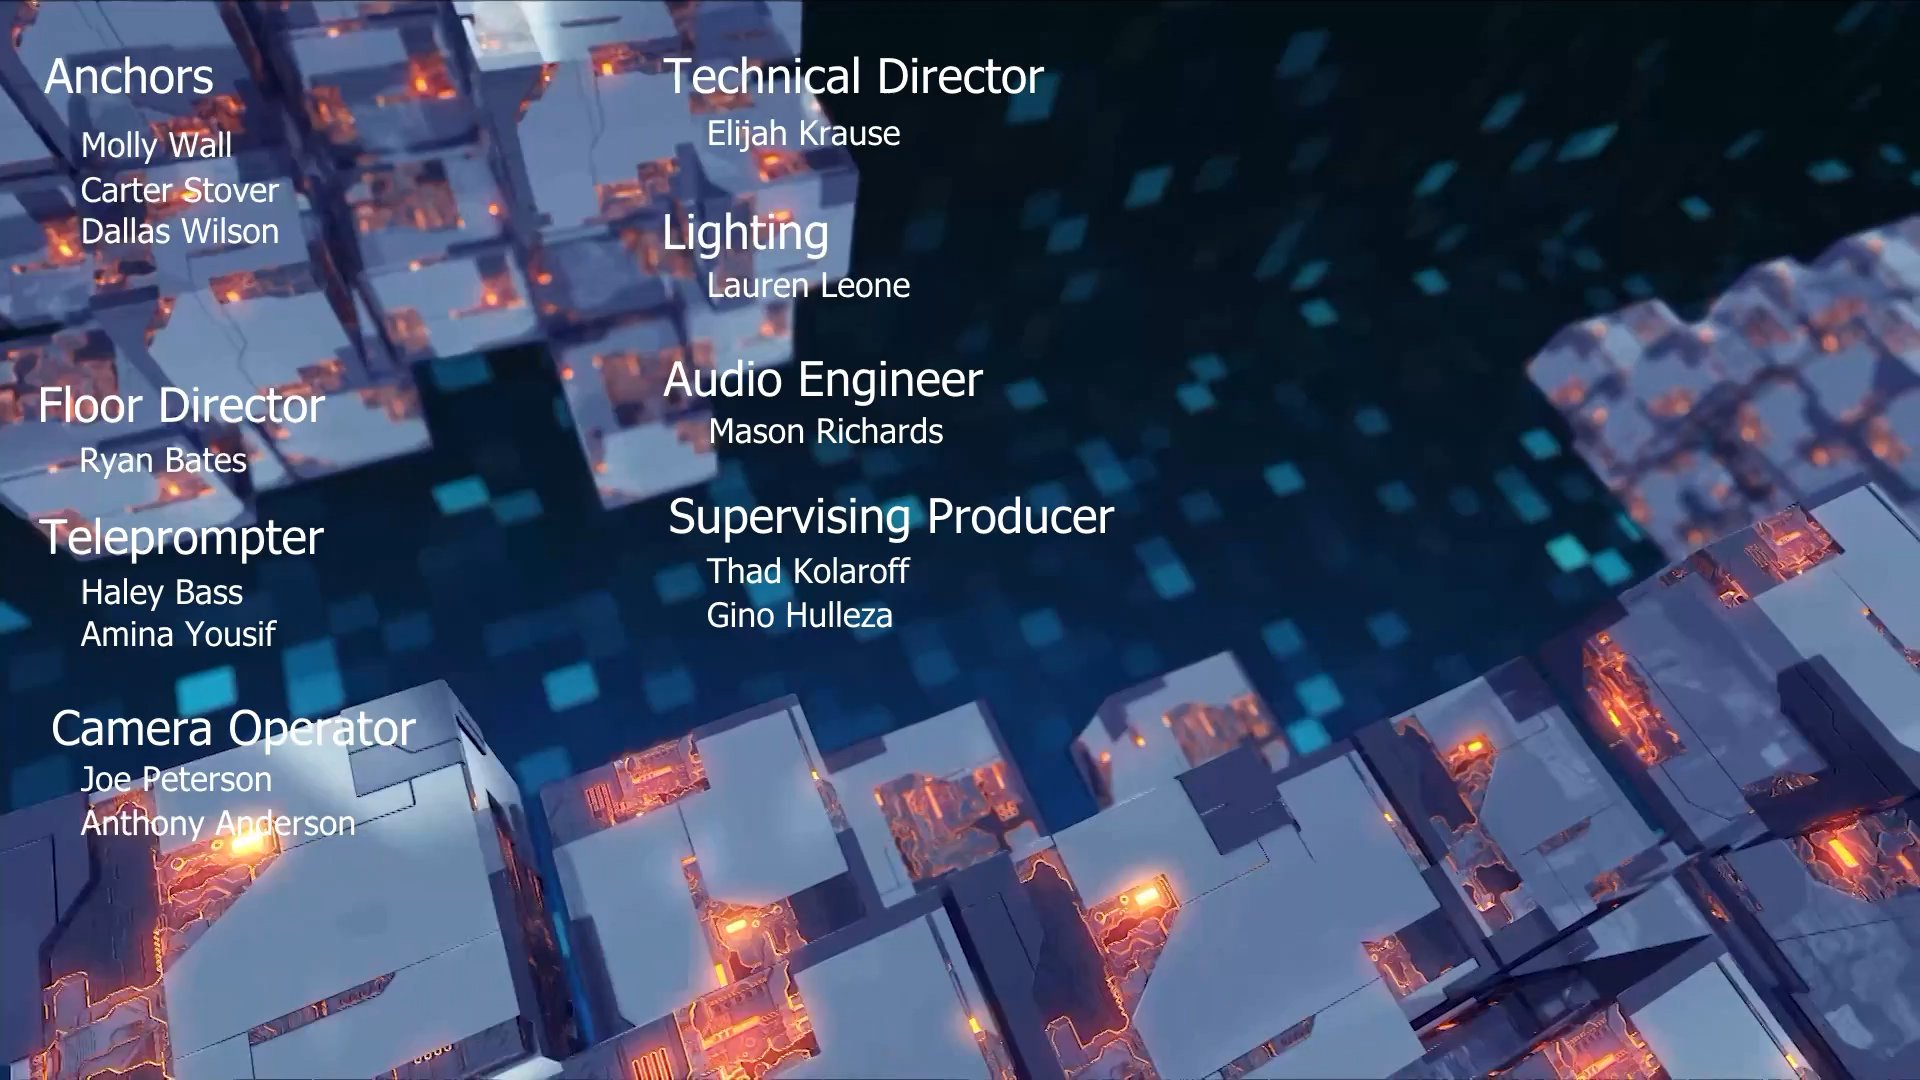 Anchors
Molly Wall
Carter Stover
Dallas Wilson
Floor Director
Ryan Bates
Teleprompter
Haley Bass
Amina Yousif
Camera Operator
Joe Peterson
Anthony Anderson
Technical Director
Elijah Krause
Lighting
Lauren Leone
Audio Engineer
Mason Richards
Supervising Producer
Thad Kolaroff
Gino Hulleza